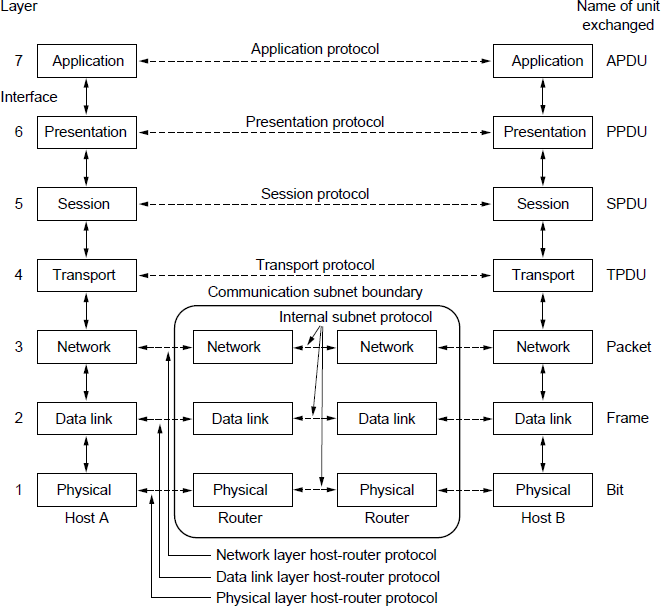 Layer
Name of unit
exchanged
Application protocol
7 Application Application APDU
Interface
Presentation protocol
6 Presentation Presentation PPDU
Session protocol
5 Session Session SPDU
Transport protocol
4 Transport Transport TPDU
Communication subnet boundary
Internal subnet protocol
3 Network Network Network Network Packet
2 Data link Data link Data link Data link Frame
1 Physical Physical Physical Physical Bit
Host A Router Router Host B
Network layer host-router protocol
Data link layer host-router protocol
Physical layer host-router protocol